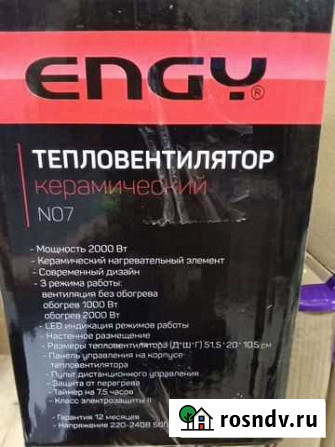 ENGY®
ТЕПЛОВЕНТИЛЯТОР
керамический
N07
- Мощность 2000 Вт
- Керамический нагревательный элемент
- Современный дизайн
- 3 режима работы:
вентиляция без обогрева
обогрев 1000 Вт
обогрев 2000 Вт
- LED индикация режимов работы
- Настенное размещение
- Размеры тепловентилятора (Д*Ш*Г) 51,5*20*10,5см
- Панель управления на корпусе
тепловентилятора
- Пульт дистанционного управления
- Защита от перегрева
- Таймер на 7,5 часов
- Класс электрозащиты II
- Гарантия 12 месяцев
- Напряжение 220-240В
rosndv.ru